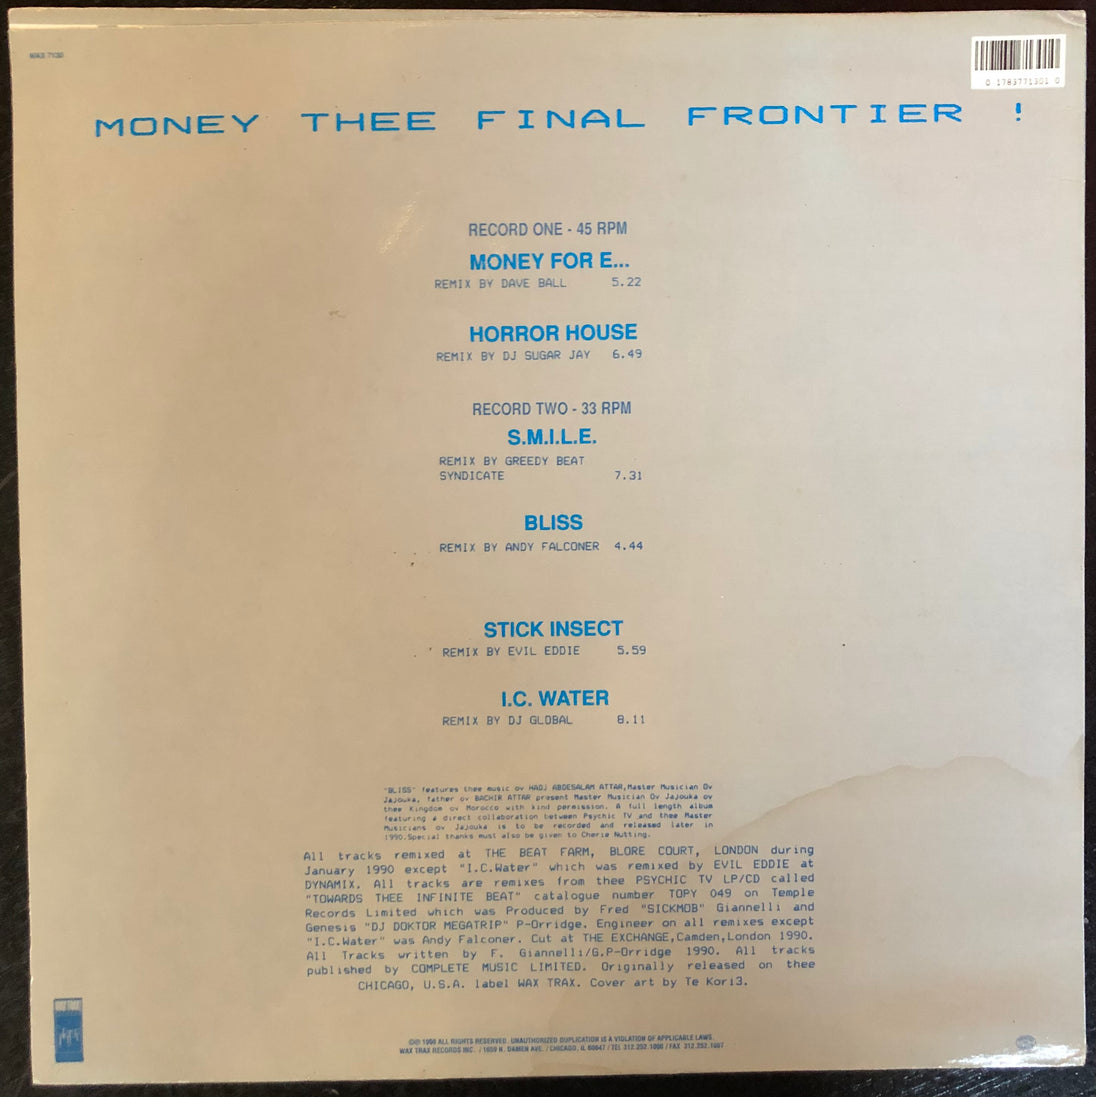 WAX 7130
0 1783771301 0
MONEY THEE FINAL FRONTIER !
RECORD ONE - 45 RPM
MONEY FOR E...
REMIX BY DAVE BALL 5.22
HORROR HOUSE
REMIX BY DJ SUGAR JAY 6.49
RECORD TWO - 33 RPM
S.M.I.L.E.
REMIX BY GREEDY BEAT
SYNDICATE 7.31
BLISS
REMIX BY ANDY FALCONER 4.44
STICK INSECT
REMIX BY EVIL EDDIE 5.59
I.C. WATER
REMIX BY DJ GLOBAL 8.11
"BLISS" features thee music ov HADJ ABDESALAM ATTAR,Master Musician Ov
Jajouka, father ov BACHIR ATTAR present Master Musician Ov Jajouka ov
thee Kingdom ov Morocco with kind permission. A full length album
featuring a direct collaboration between Psychic TV and thee Master
Musicians ov Jajouka is to be recorded and released later in
1990.Special thanks must also be given to Cherie Nutting.
All tracks remixed at THE BEAT FARM, BLORE COURT, LONDON during
January 1990 except "I.C.Water" which was remixed by EVIL EDDIE at
DYNAMIX. All tracks are remixes from thee PSYCHIC TV LP/CD called
"TOWARDS THEE INFINITE BEAT" catalogue number TOPY 049 on Temple
Records Limited which was Produced by Fred "SICKMOB" Giannelli and
Genesis "DJ DOKTOR MEGATRIP" P-Orridge. Engineer on all remixes except
"I.C.Water" was Andy Falconer. Cut at THE EXCHANGE,Camden,London 1990.
All Tracks written by F. Giannelli/G.P-Orridge 1990. All tracks
published by COMPLETE MUSIC LIMITED. Originally released on thee
CHICAGO, U.S.A. label WAX TRAX. Cover art by Te Kori3.
©℗ 1990 ALL RIGHTS RESERVED. UNAUTHORIZED DUPLICATION IS A VIOLATION OF APPLICABLE LAWS.
WAX TRAX RECORDS INC. / 1659 N. DAMEN AVE. / CHICAGO, IL 60647 / TEL 312.252.1000 / FAX 312.252.1007